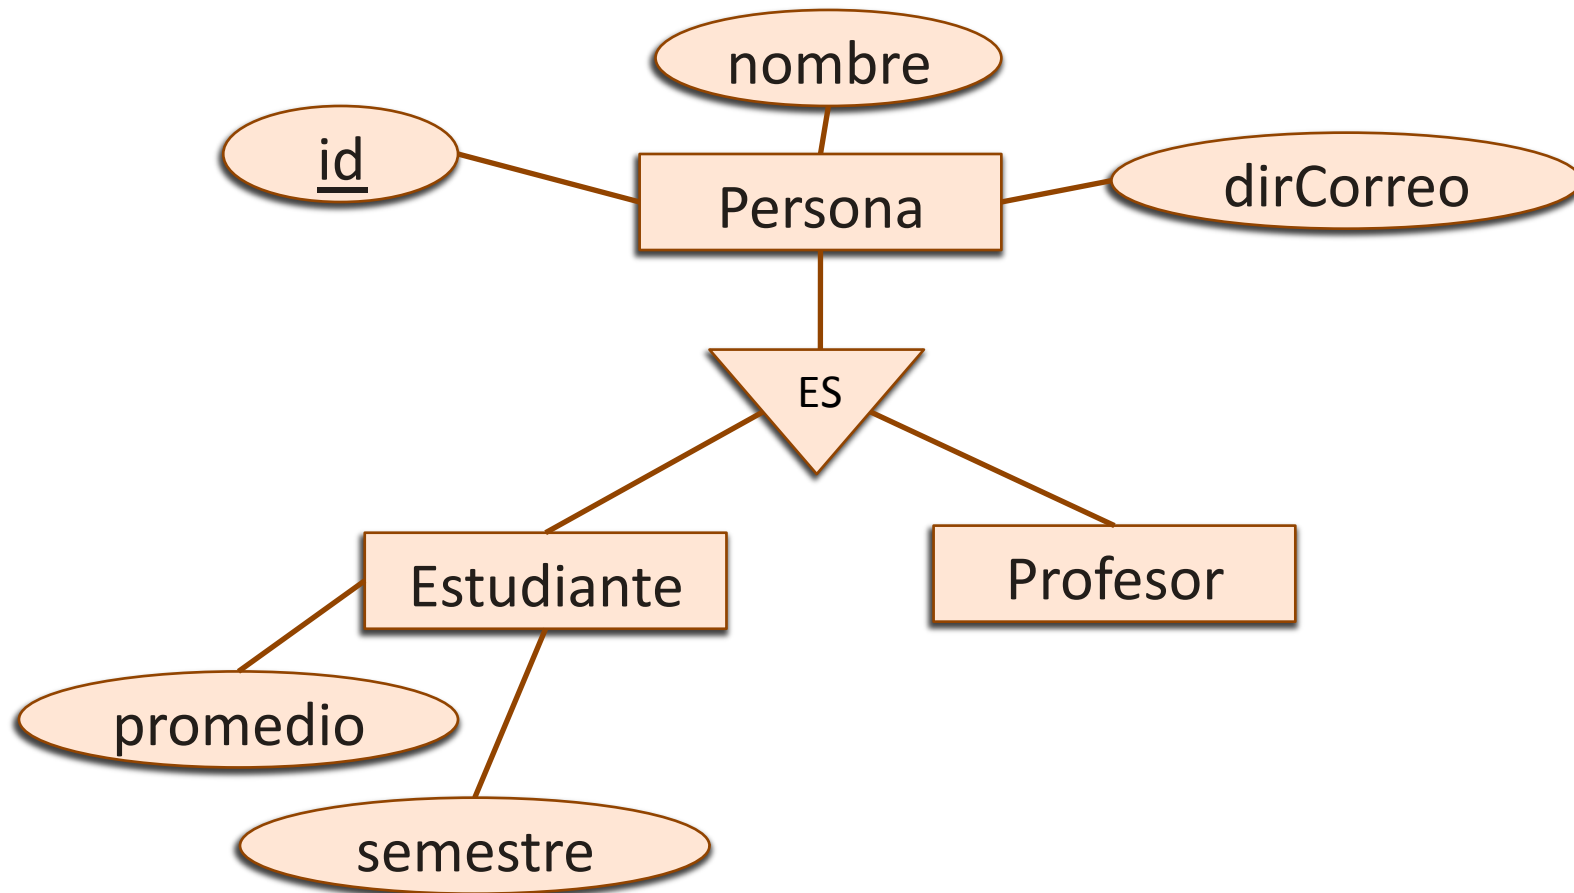 nombre
id
Persona
dirCorreo
ES
Estudiante
Profesor
promedio
semestre